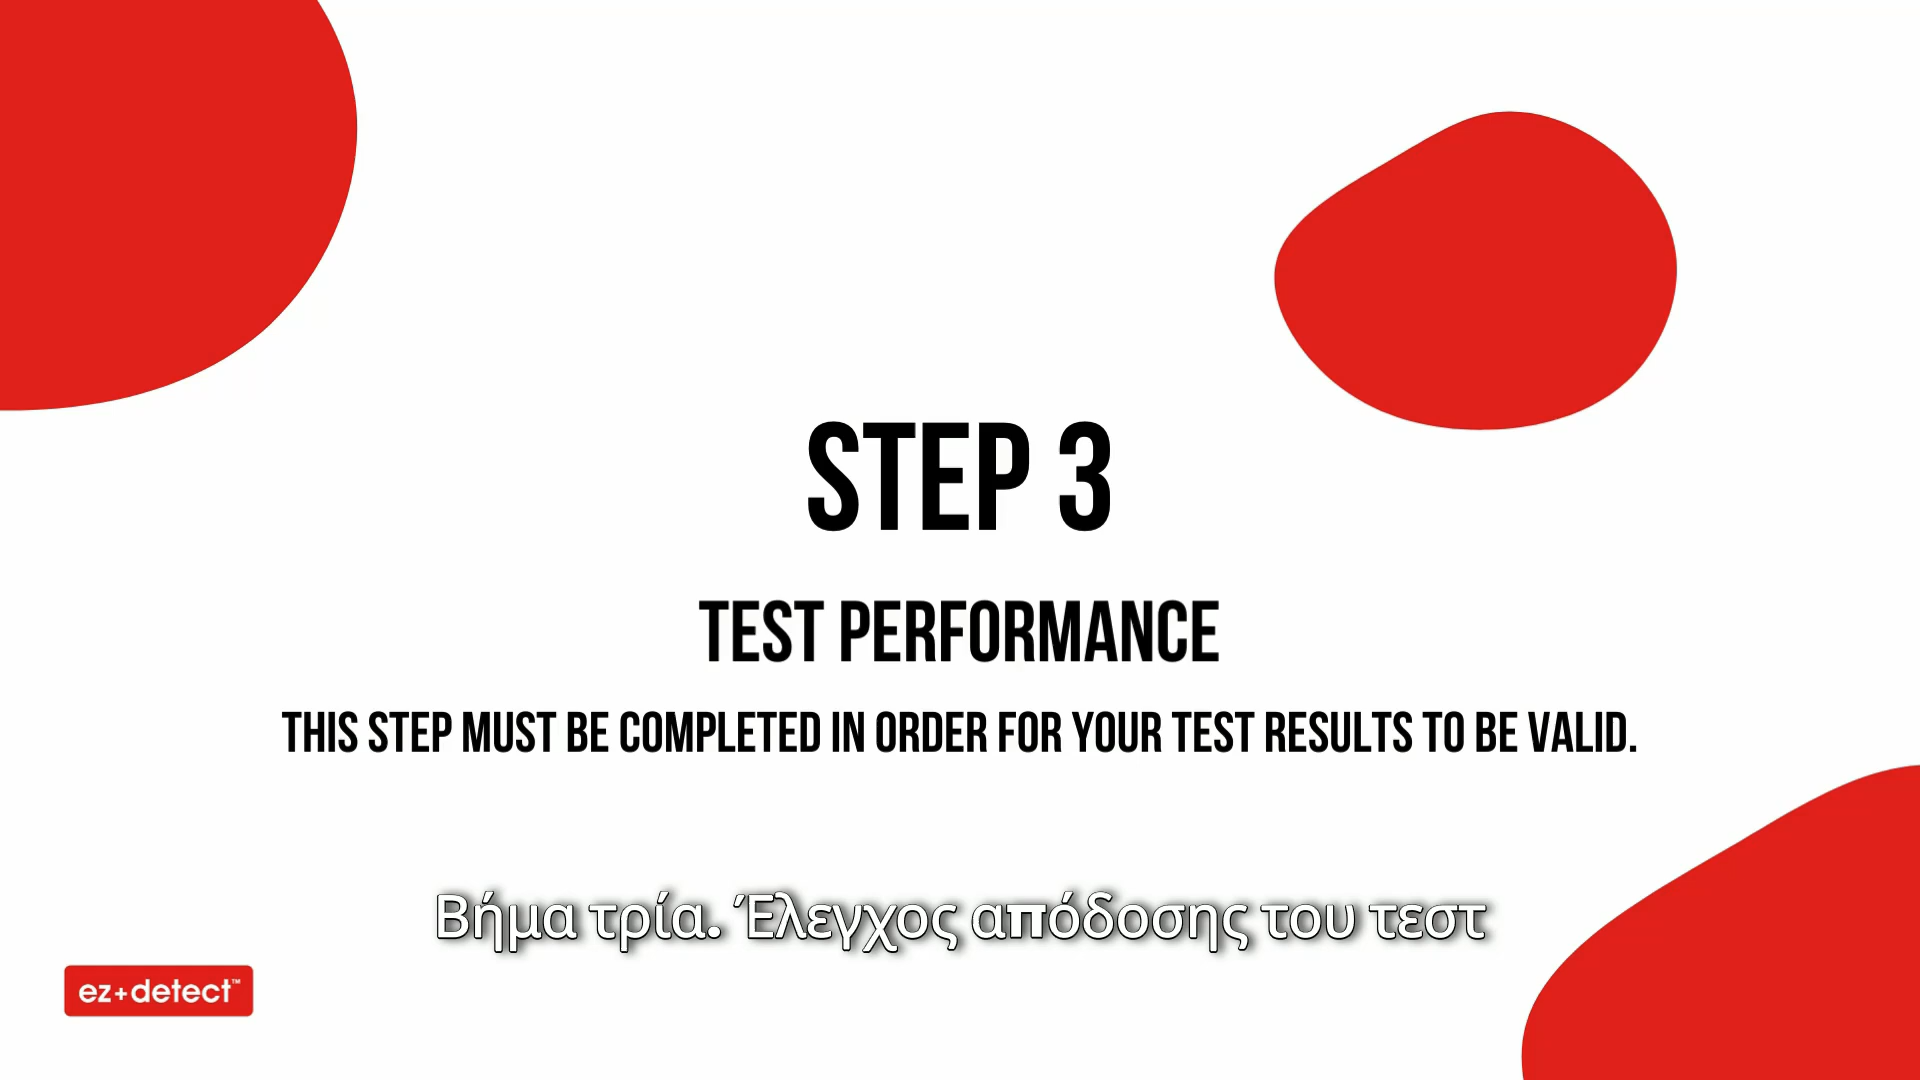 STEP 3
TEST PERFORMANCE
THIS STEP MUST BE COMPLETED IN ORDER FOR YOUR TEST RESULTS TO BE VALID.
Βήμα τρία. Έλεγχος απόδοσης του τεστ
ez+detect™